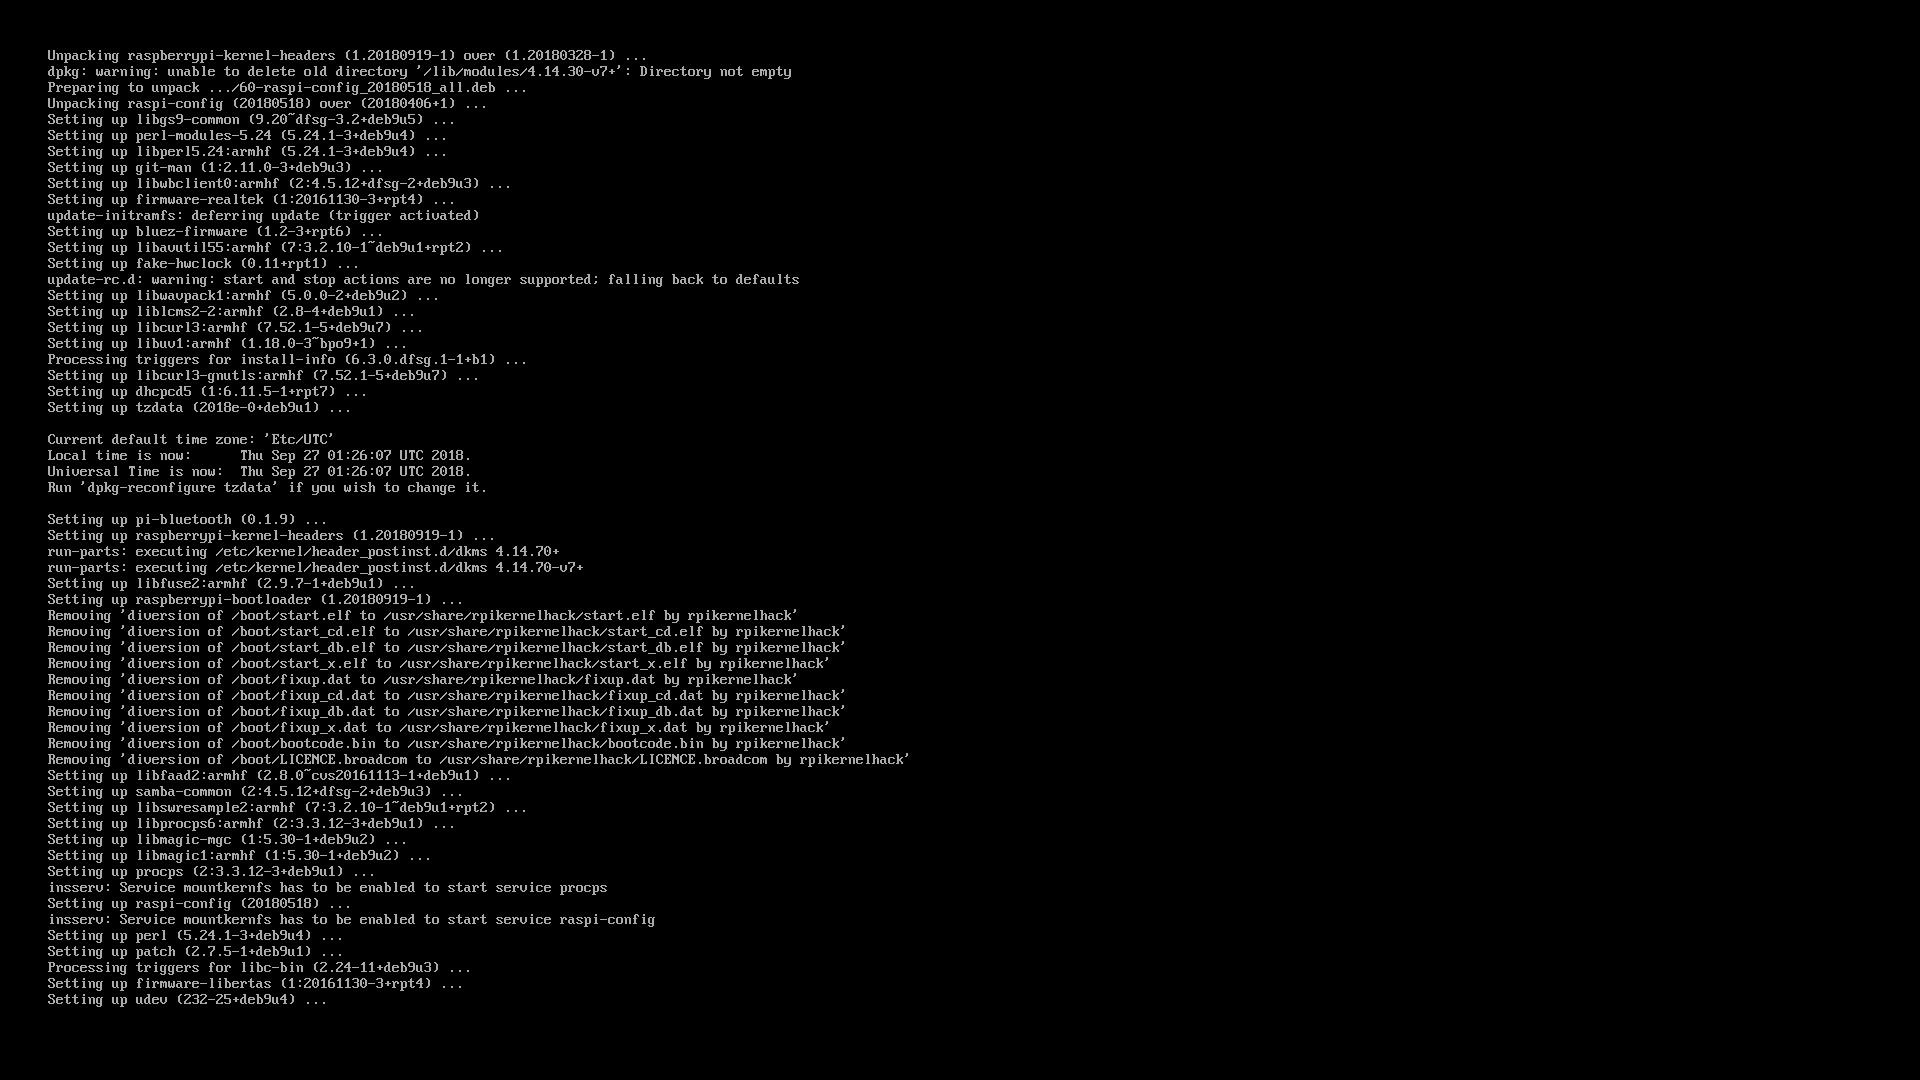 Unpacking raspberrypi-kernel-headers (1.20180919-1) over (1.20180328-1) ...
dpkg: warning: unable to delete old directory '/lib/modules/4.14.30-v7+': Directory not empty
Preparing to unpack .../60-raspi-config_20180518_all.deb ...
Unpacking raspi-config (20180518) over (20180406+1) ...
Setting up libgs9-common (9.20~dfsg-3.2+deb9u5) ...
Setting up perl-modules-5.24 (5.24.1-3+deb9u4) ...
Setting up libperl5.24:armhf (5.24.1-3+deb9u4) ...
Setting up git-man (1:2.11.0-3+deb9u3) ...
Setting up libwbclient0:armhf (2:4.5.12+dfsg-2+deb9u3) ...
Setting up firmware-realtek (1:20161130-3+rpt4) ...
update-initramfs: deferring update (trigger activated)
Setting up bluez-firmware (1.2-3+rpt6) ...
Setting up libavutil55:armhf (7:3.2.10-1~deb9u1+rpt2) ...
Setting up fake-hwclock (0.11+rpt1) ...
update-rc.d: warning: start and stop actions are no longer supported; falling back to defaults
Setting up libwavpack1:armhf (5.0.0-2+deb9u2) ...
Setting up liblcms2-2:armhf (2.8-4+deb9u1) ...
Setting up libcurl3:armhf (7.52.1-5+deb9u7) ...
Setting up libuv1:armhf (1.18.0-3~bpo9+1) ...
Processing triggers for install-info (6.3.0.dfsg.1-1+b1) ...
Setting up libcurl3-gnutls:armhf (7.52.1-5+deb9u7) ...
Setting up dhcpcd5 (1:6.11.5-1+rpt7) ...
Setting up tzdata (2018e-0+deb9u1) ...

Current default time zone: 'Etc/UTC'
Local time is now:      Thu Sep 27 01:26:07 UTC 2018.
Universal Time is now:  Thu Sep 27 01:26:07 UTC 2018.
Run 'dpkg-reconfigure tzdata' if you wish to change it.

Setting up pi-bluetooth (0.1.9) ...
Setting up raspberrypi-kernel-headers (1.20180919-1) ...
run-parts: executing /etc/kernel/header_postinst.d/dkms 4.14.70+
run-parts: executing /etc/kernel/header_postinst.d/dkms 4.14.70-v7+
Setting up libfuse2:armhf (2.9.7-1+deb9u1) ...
Setting up raspberrypi-bootloader (1.20180919-1) ...
Removing 'diversion of /boot/start.elf to /usr/share/rpikernelhack/start.elf by rpikernelhack'
Removing 'diversion of /boot/start_cd.elf to /usr/share/rpikernelhack/start_cd.elf by rpikernelhack'
Removing 'diversion of /boot/start_db.elf to /usr/share/rpikernelhack/start_db.elf by rpikernelhack'
Removing 'diversion of /boot/start_x.elf to /usr/share/rpikernelhack/start_x.elf by rpikernelhack'
Removing 'diversion of /boot/fixup.dat to /usr/share/rpikernelhack/fixup.dat by rpikernelhack'
Removing 'diversion of /boot/fixup_cd.dat to /usr/share/rpikernelhack/fixup_cd.dat by rpikernelhack'
Removing 'diversion of /boot/fixup_db.dat to /usr/share/rpikernelhack/fixup_db.dat by rpikernelhack'
Removing 'diversion of /boot/fixup_x.dat to /usr/share/rpikernelhack/fixup_x.dat by rpikernelhack'
Removing 'diversion of /boot/bootcode.bin to /usr/share/rpikernelhack/bootcode.bin by rpikernelhack'
Removing 'diversion of /boot/LICENCE.broadcom to /usr/share/rpikernelhack/LICENCE.broadcom by rpikernelhack'
Setting up libfaad2:armhf (2.8.0~cvs20161113-1+deb9u1) ...
Setting up samba-common (2:4.5.12+dfsg-2+deb9u3) ...
Setting up libswresample2:armhf (7:3.2.10-1~deb9u1+rpt2) ...
Setting up libprocps6:armhf (2:3.3.12-3+deb9u1) ...
Setting up libmagic-mgc (1:5.30-1+deb9u2) ...
Setting up libmagic1:armhf (1:5.30-1+deb9u2) ...
Setting up procps (2:3.3.12-3+deb9u1) ...
insserv: Service mountkernfs has to be enabled to start service procps
Setting up raspi-config (20180518) ...
insserv: Service mountkernfs has to be enabled to start service raspi-config
Setting up perl (5.24.1-3+deb9u4) ...
Setting up patch (2.7.5-1+deb9u1) ...
Processing triggers for libc-bin (2.24-11+deb9u3) ...
Setting up firmware-libertas (1:20161130-3+rpt4) ...
Setting up udev (232-25+deb9u4) ...